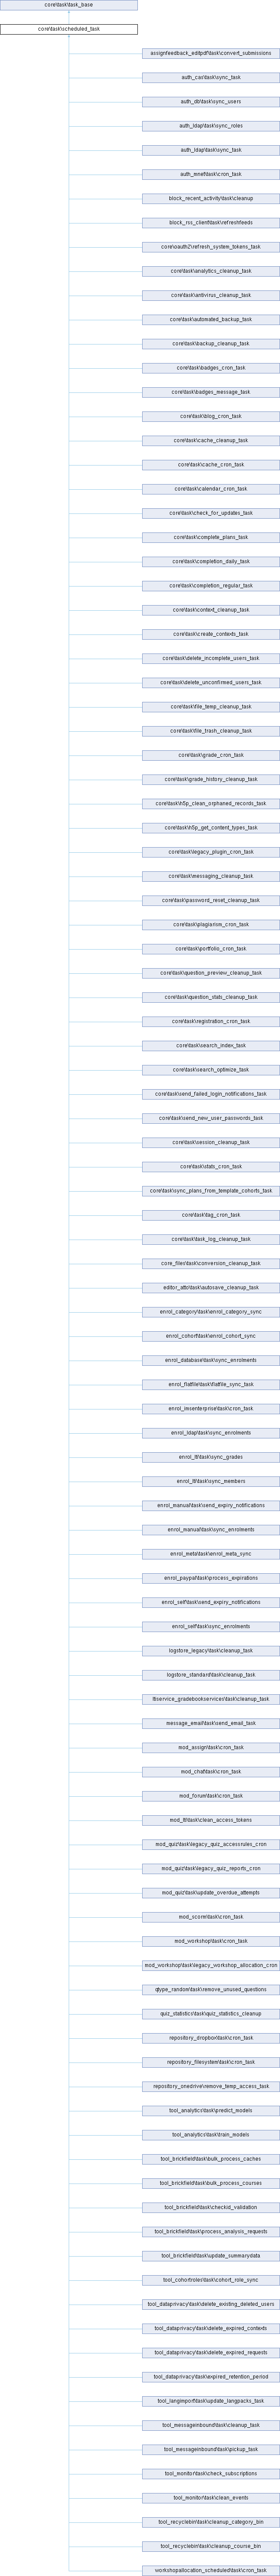 core\task\task_base
core\task\scheduled_task
assignfeedback_editpdf\task\convert_submissions
auth_cas\task\sync_task
auth_db\task\sync_users
auth_ldap\task\sync_roles
auth_ldap\task\sync_task
auth_mnet\task\cron_task
block_recent_activity\task\cleanup
block_rss_client\task\refreshfeeds
core\oauth2\refresh_system_tokens_task
core\task\analytics_cleanup_task
core\task\antivirus_cleanup_task
core\task\automated_backup_task
core\task\backup_cleanup_task
core\task\badges_cron_task
core\task\badges_message_task
core\task\blog_cron_task
core\task\cache_cleanup_task
core\task\cache_cron_task
core\task\calendar_cron_task
core\task\check_for_updates_task
core\task\complete_plans_task
core\task\completion_daily_task
core\task\completion_regular_task
core\task\context_cleanup_task
core\task\create_contexts_task
core\task\delete_incomplete_users_task
core\task\delete_unconfirmed_users_task
core\task\file_temp_cleanup_task
core\task\file_trash_cleanup_task
core\task\grade_cron_task
core\task\grade_history_cleanup_task
core\task\h5p_clean_orphaned_records_task
core\task\h5p_get_content_types_task
core\task\legacy_plugin_cron_task
core\task\messaging_cleanup_task
core\task\password_reset_cleanup_task
core\task\plagiarism_cron_task
core\task\portfolio_cron_task
core\task\question_preview_cleanup_task
core\task\question_stats_cleanup_task
core\task\registration_cron_task
core\task\search_index_task
core\task\search_optimize_task
core\task\send_failed_login_notifications_task
core\task\send_new_user_passwords_task
core\task\session_cleanup_task
core\task\stats_cron_task
core\task\sync_plans_from_template_cohorts_task
core\task\tag_cron_task
core\task\task_log_cleanup_task
core_files\task\conversion_cleanup_task
editor_atto\task\autosave_cleanup_task
enrol_category\task\enrol_category_sync
enrol_cohort\task\enrol_cohort_sync
enrol_database\task\sync_enrolments
enrol_flatfile\task\flatfile_sync_task
enrol_imsenterprise\task\cron_task
enrol_ldap\task\sync_enrolments
enrol_lti\task\sync_grades
enrol_lti\task\sync_members
enrol_manual\task\send_expiry_notifications
enrol_manual\task\sync_enrolments
enrol_meta\task\enrol_meta_sync
enrol_paypal\task\process_expirations
enrol_self\task\send_expiry_notifications
enrol_self\task\sync_enrolments
logstore_legacy\task\cleanup_task
logstore_standard\task\cleanup_task
ltiservice_gradebookservices\task\cleanup_task
message_email\task\send_email_task
mod_assign\task\cron_task
mod_chat\task\cron_task
mod_forum\task\cron_task
mod_lti\task\clean_access_tokens
mod_quiz\task\legacy_quiz_accessrules_cron
mod_quiz\task\legacy_quiz_reports_cron
mod_quiz\task\update_overdue_attempts
mod_scorm\task\cron_task
mod_workshop\task\cron_task
mod_workshop\task\legacy_workshop_allocation_cron
qtype_random\task\remove_unused_questions
quiz_statistics\task\quiz_statistics_cleanup
repository_dropbox\task\cron_task
repository_filesystem\task\cron_task
repository_onedrive\remove_temp_access_task
tool_analytics\task\predict_models
tool_analytics\task\train_models
tool_brickfield\task\bulk_process_caches
tool_brickfield\task\bulk_process_courses
tool_brickfield\task\checkid_validation
tool_brickfield\task\process_analysis_requests
tool_brickfield\task\update_summarydata
tool_cohortroles\task\cohort_role_sync
tool_dataprivacy\task\delete_existing_deleted_users
tool_dataprivacy\task\delete_expired_contexts
tool_dataprivacy\task\delete_expired_requests
tool_dataprivacy\task\expired_retention_period
tool_langimport\task\update_langpacks_task
tool_messageinbound\task\cleanup_task
tool_messageinbound\task\pickup_task
tool_monitor\task\check_subscriptions
tool_monitor\task\clean_events
tool_recyclebin\task\cleanup_category_bin
tool_recyclebin\task\cleanup_course_bin
workshopallocation_scheduled\task\cron_task